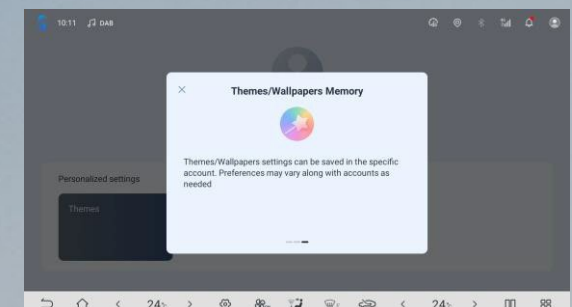 10:11 DAB
Themes/Wallpapers Memory
Themes/Wallpapers settings can be saved in the specific
account. Preferences may vary along with accounts as
needed
Personalized settings
Themes
24 24